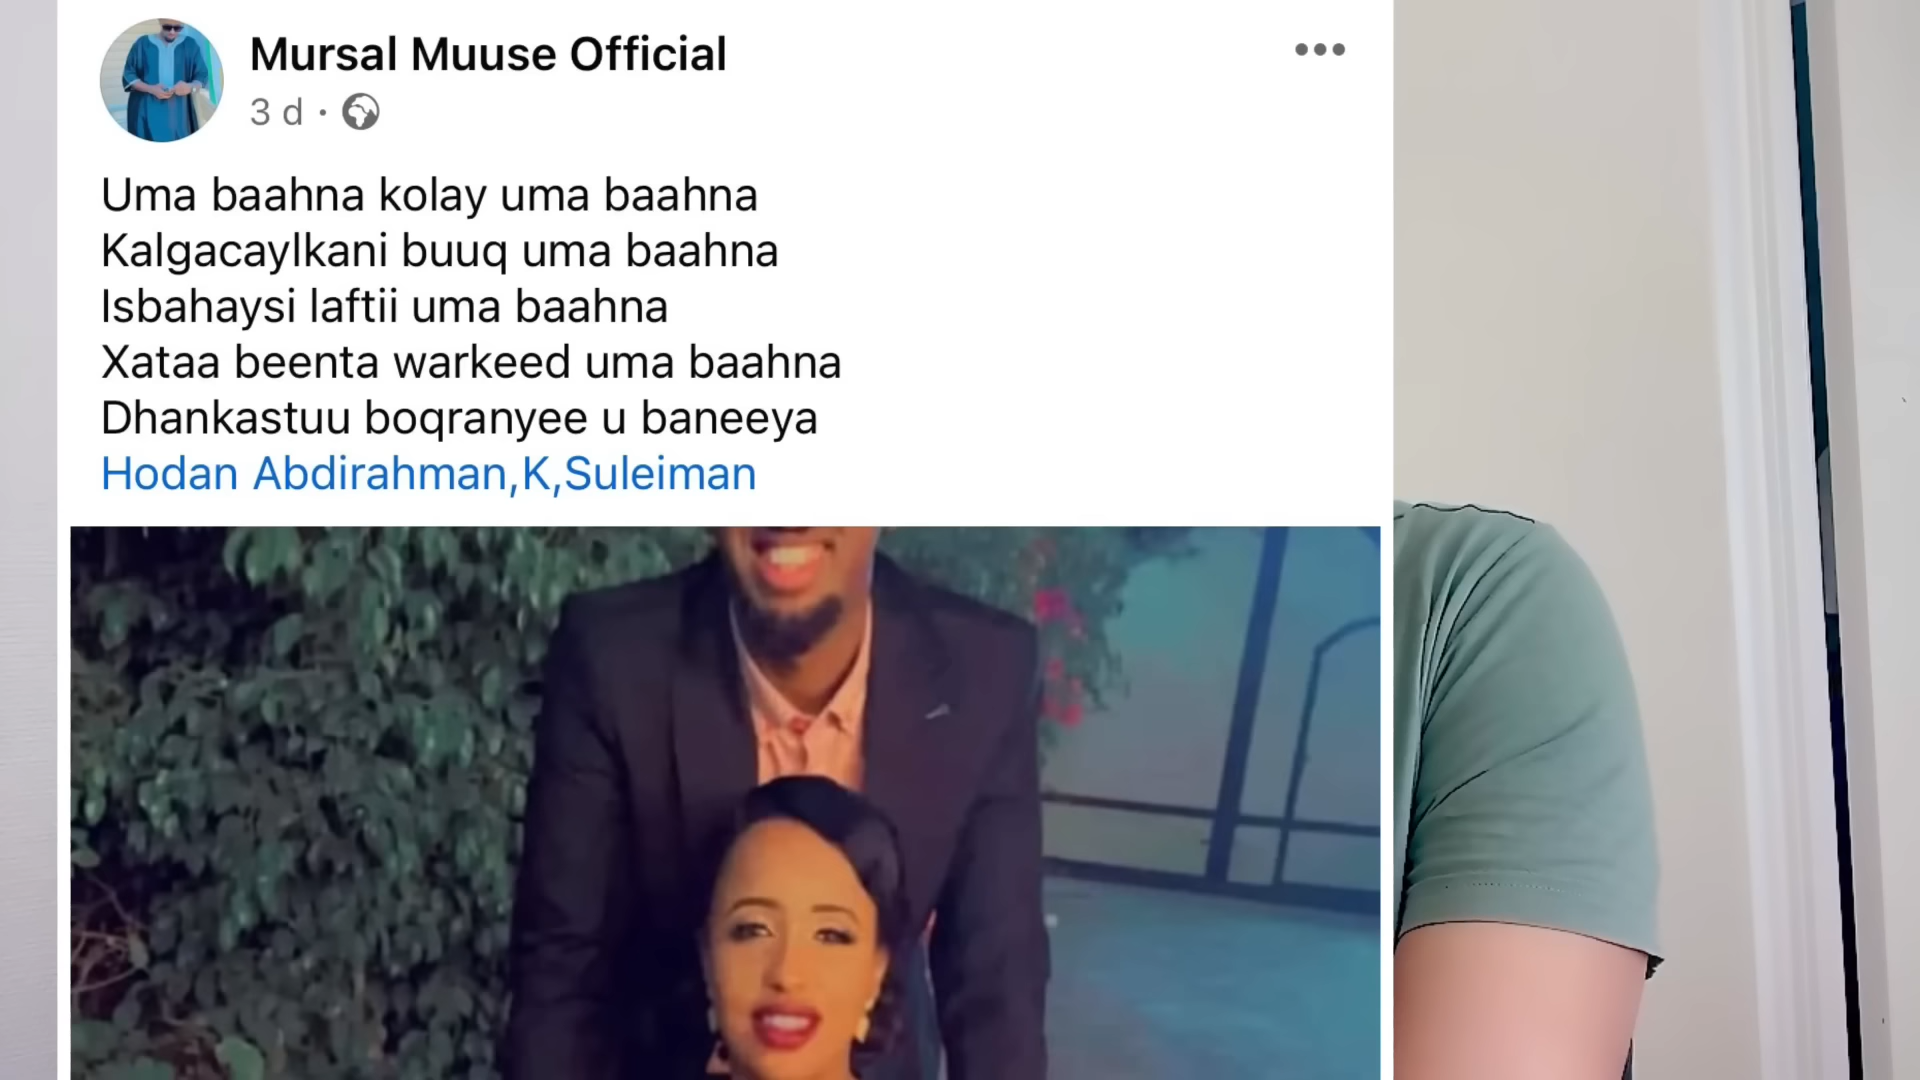 Mursal Muuse Official
3 d ·
Uma baahna kolay uma baahna
Kalgacaylkani buuq uma baahna
Isbahaysi laftii uma baahna
Xataa beenta warkeed uma baahna
Dhankastuu boqranyee u baneeya
Hodan Abdirahman,K,Suleiman